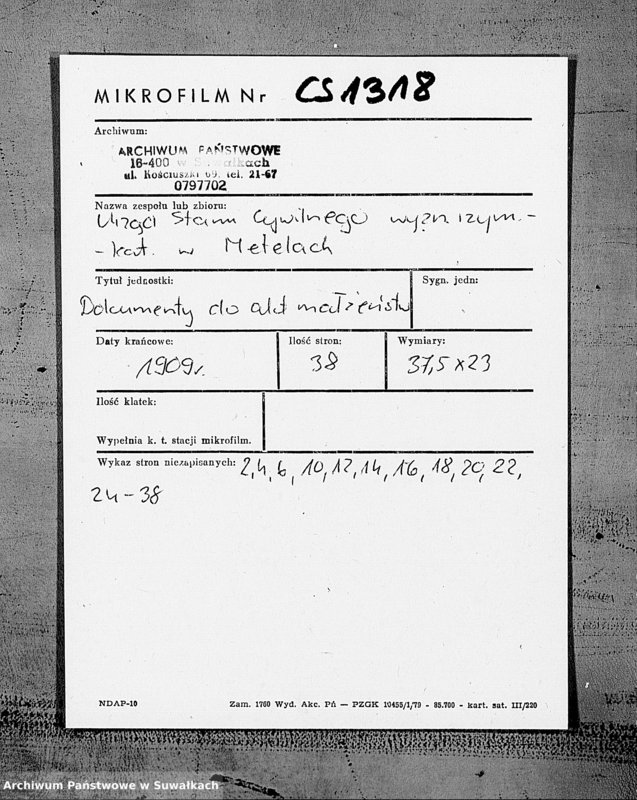 MIKROFILM Nr CS1318
Archiwum:
ARCHIWUM PAŃSTWOWE
16-400 w Suwałkach
ul. Kościuszki 69, tel. 21-67
0797702
Nazwa zespołu lub zbioru:
Urząd Stanu Cywilnego wyzn. rzym.-
- kat. w Metelach
Tytuł jednostki:
Sygn. jedn:
Dokumenty do akt małżeństw
Daty krańcowe:
Ilość stron:
Wymiary:
1909r.
38
37,5 x 23
Ilość klatek:
Wypełnia k. t. stacji mikrofilm.
Wykaz stron niezapisanych: 2, 4, 6, 10, 12, 14, 16, 18, 20, 22,
24 - 38
NDAP-10
Zam. 1760 Wyd. Akc. Pń — PZGK 10455/1/79 - 85.700 - kart. sat. III/220
Archiwum Państwowe w Suwałkach